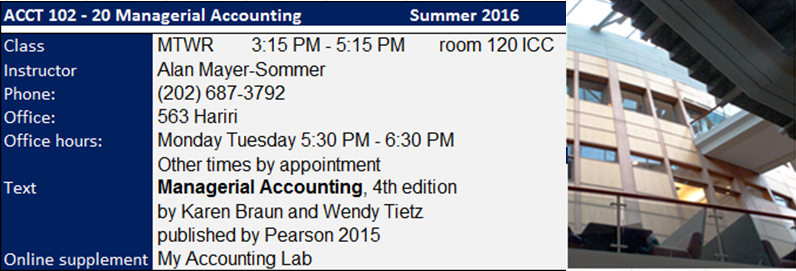 ACCT 102 - 20 Managerial Accounting Summer 2016
Class MTWR 3:15 PM - 5:15 PM room 120 ICC
Instructor Alan Mayer-Sommer
Phone: (202) 687-3792
Office: 563 Hariri
Office hours: Monday Tuesday 5:30 PM - 6:30 PM
Other times by appointment
Text Managerial Accounting, 4th edition
by Karen Braun and Wendy Tietz
published by Pearson 2015
Online supplement My Accounting Lab